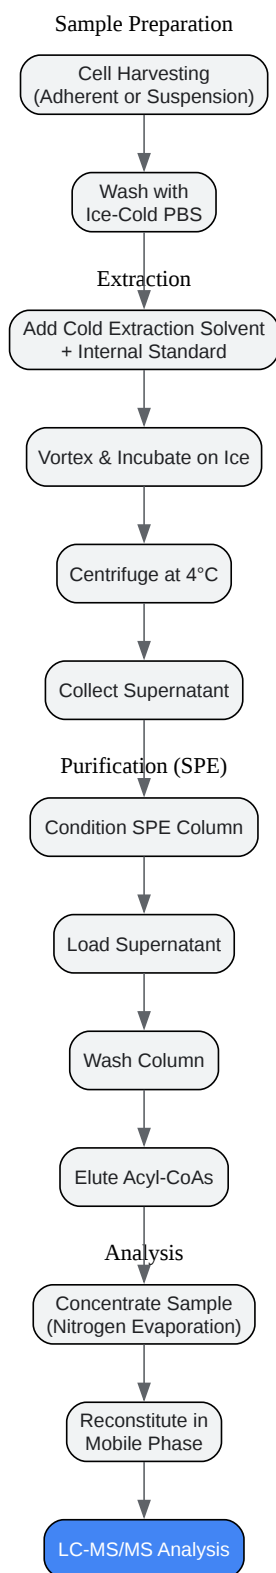 Sample Preparation
Cell Harvesting
(Adherent or Suspension)
Wash with
Ice-Cold PBS
Extraction
Add Cold Extraction Solvent
+ Internal Standard
Vortex & Incubate on Ice
Centrifuge at 4°C
Collect Supernatant
Purification (SPE)
Condition SPE Column
Load Supernatant
Wash Column
Elute Acyl-CoAs
Analysis
Concentrate Sample
(Nitrogen Evaporation)
Reconstitute in
Mobile Phase
LC-MS/MS Analysis